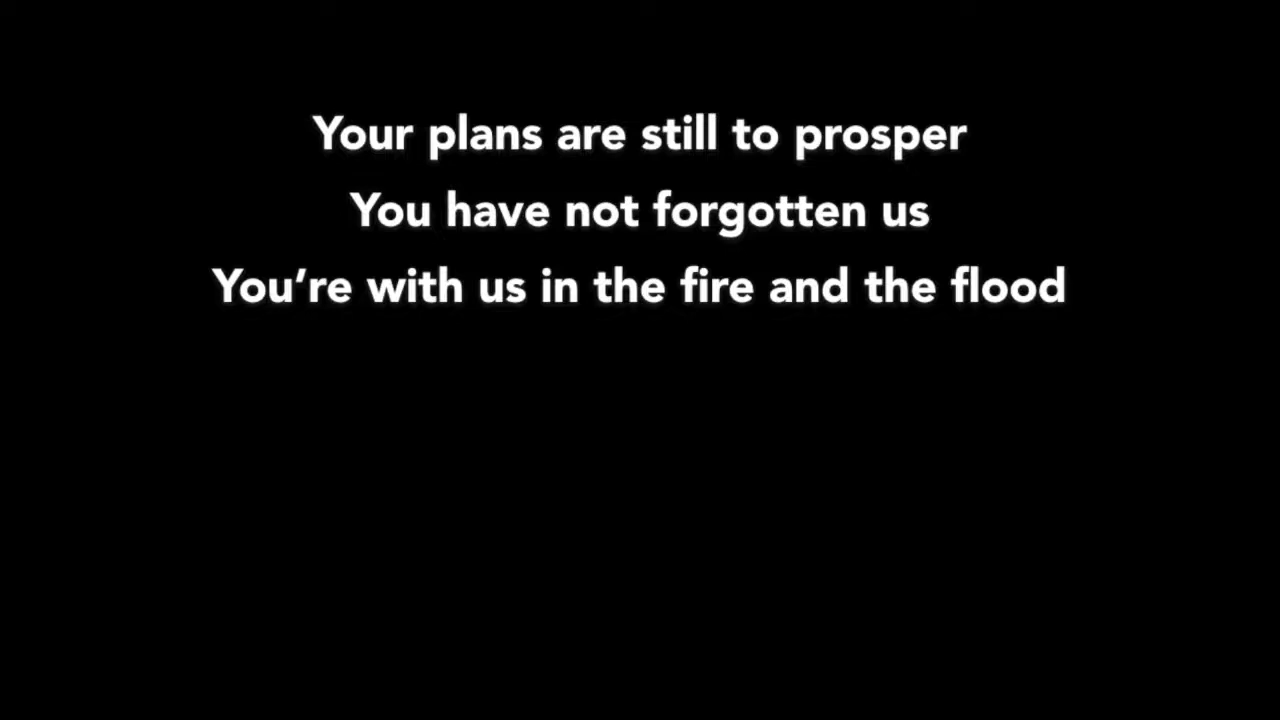 Your plans are still to prosper
You have not forgotten us
You’re with us in the fire and the flood